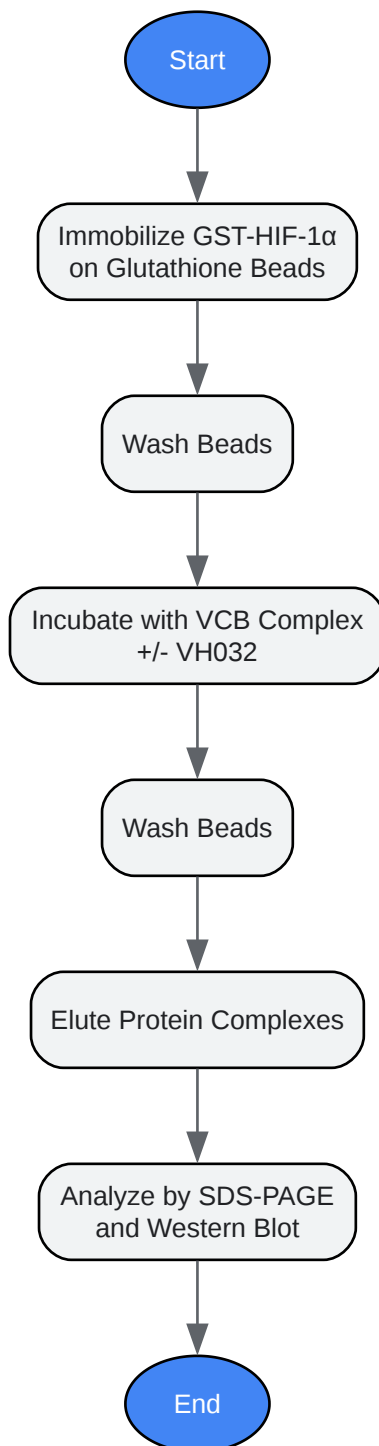 Start
Immobilize GST-HIF-1α
on Glutathione Beads
Wash Beads
Incubate with VCB Complex
+/- VH032
Wash Beads
Elute Protein Complexes
Analyze by SDS-PAGE
and Western Blot
End